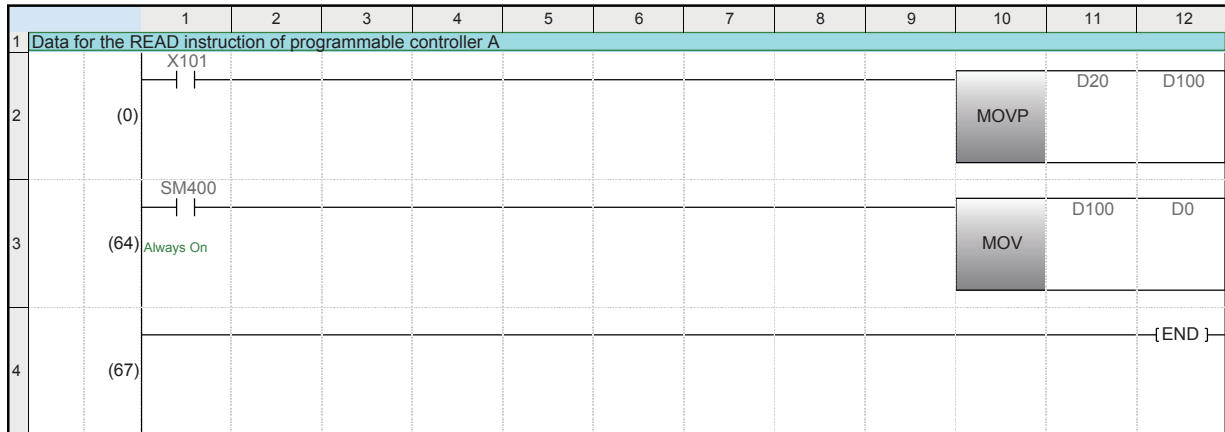 1 2 3 4 5 6 7 8 9 10 11 12
1 Data for the READ instruction of programmable controller A
X101
D20 D100
2 (0) MOVP
SM400
D100 D0
3 (64) Always On MOV
[END]
4 (67)